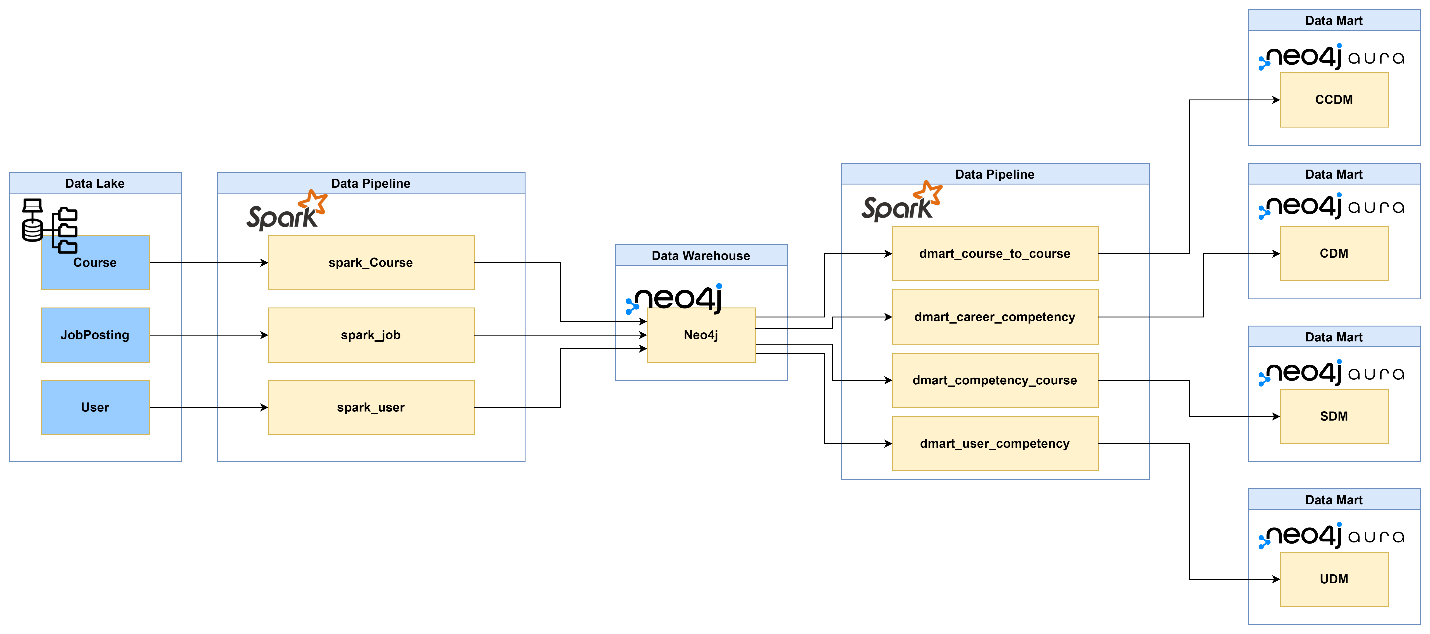 Data Lake
Course
JobPosting
User
Data Pipeline
Spark
spark_Course
spark_job
spark_user
Data Warehouse
neo4j
Neo4j
Data Pipeline
Spark
dmart_course_to_course
dmart_career_competency
dmart_competency_course
dmart_user_competency
Data Mart
neo4j aura
CCDM
Data Mart
neo4j aura
CDM
Data Mart
neo4j aura
SDM
Data Mart
neo4j aura
UDM